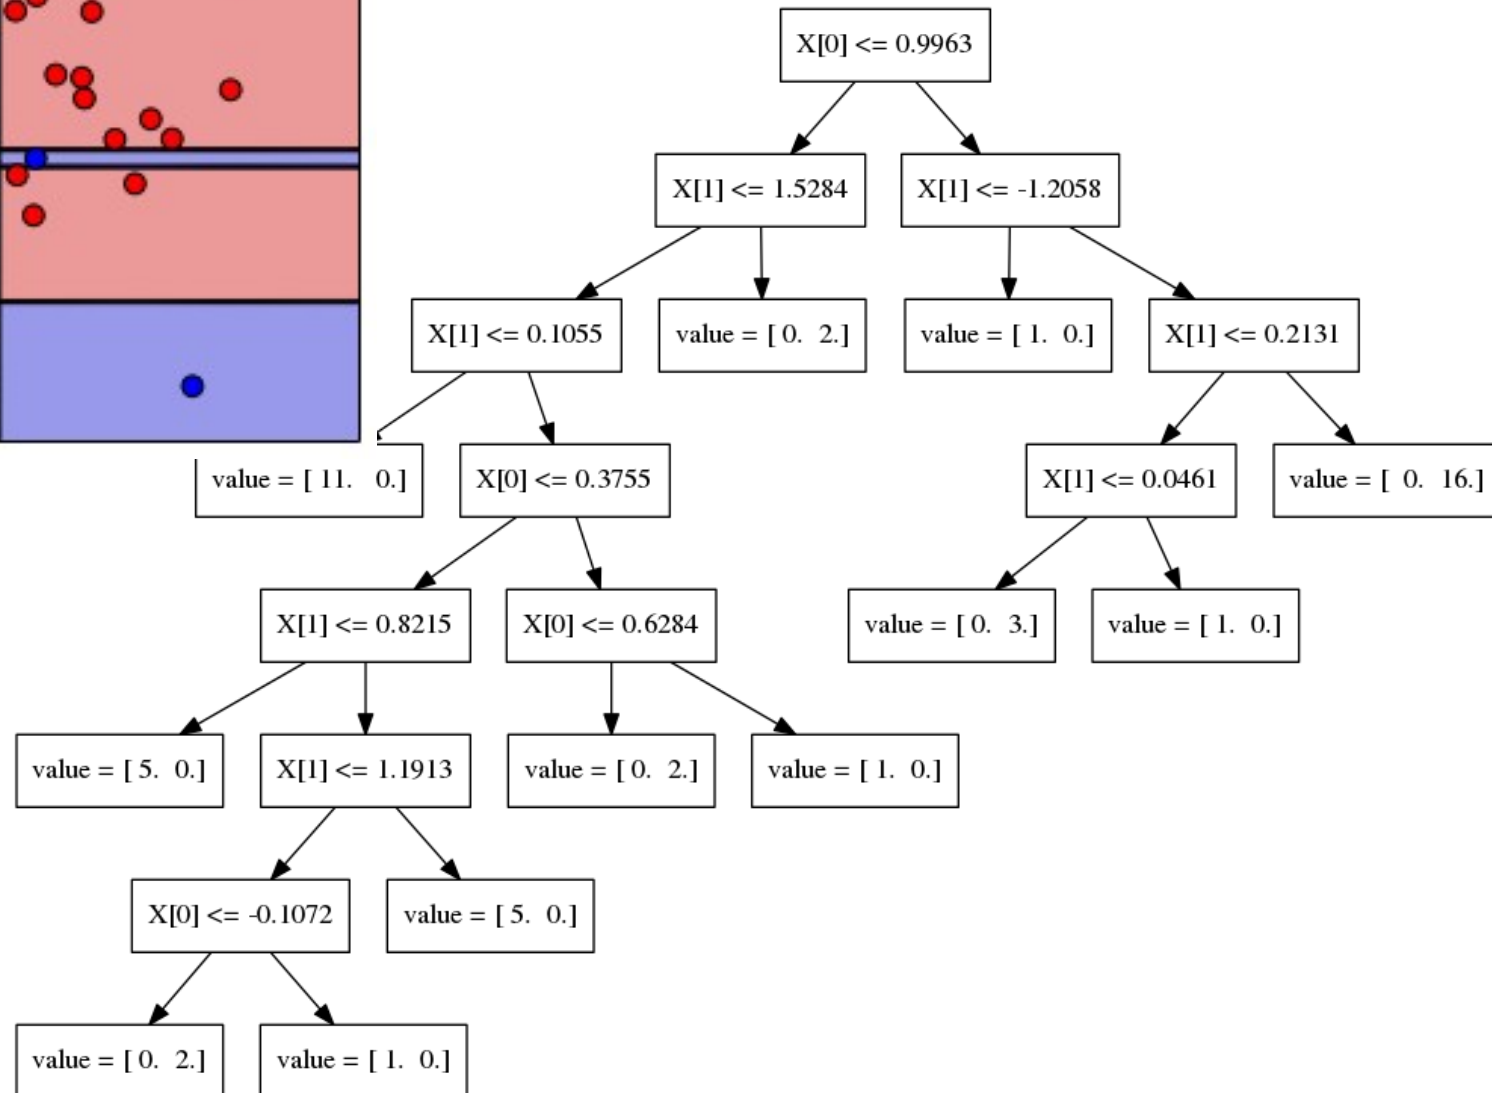 X[0] <= 0.9963
X[1] <= 1.5284
X[1] <= -1.2058
X[1] <= 0.1055
value = [ 0.  2.]
value = [ 1.  0.]
X[1] <= 0.2131
value = [ 11.   0.]
X[0] <= 0.3755
X[1] <= 0.0461
value = [  0.  16.]
X[1] <= 0.8215
X[0] <= 0.6284
value = [ 0.  3.]
value = [ 1.  0.]
value = [ 5.  0.]
X[1] <= 1.1913
value = [ 0.  2.]
value = [ 1.  0.]
X[0] <= -0.1072
value = [ 5.  0.]
value = [ 0.  2.]
value = [ 1.  0.]